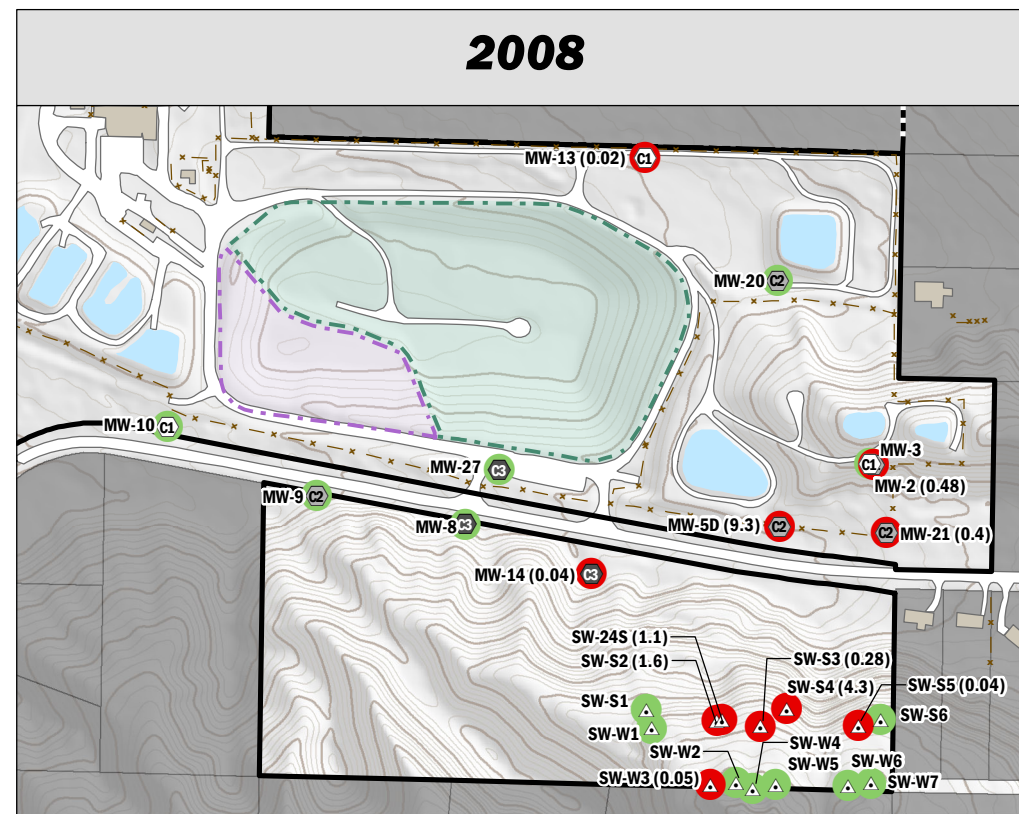 2008
MW-13 (0.02)
C1
MW-20
C2
MW-10
C1
MW-27
C3
MW-3
C1
MW-2 (0.48)
MW-9
C2
MW-8
C3
MW-5D (9.3)
C2
C2
MW-21 (0.4)
MW-14 (0.04)
C3
SW-24S (1.1)
SW-S2 (1.6)
SW-S3 (0.28)
SW-S4 (4.3)
SW-S5 (0.04)
SW-S1
SW-S6
SW-W1
SW-W4
SW-W2
SW-W5
SW-W6
SW-W3 (0.05)
SW-W7